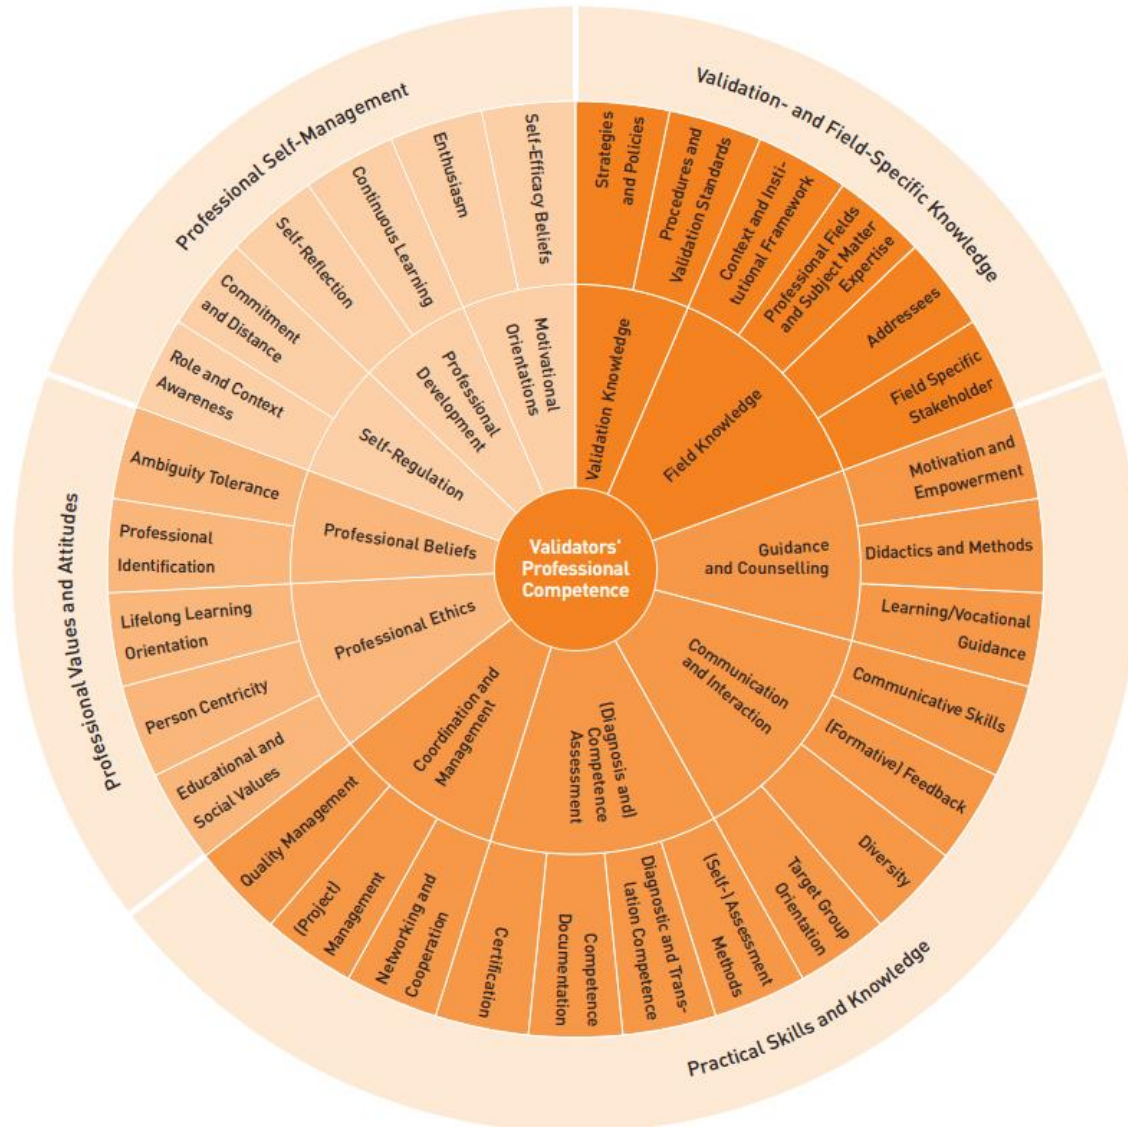 Validators'
Professional
Competence
Validation- and Field-Specific Knowledge
Validation Knowledge
Strategies
and Policies
Procedures and
Validation Standards
Field Knowledge
Context and Insti-
tutional Framework
Professional Fields
and Subject Matter
Expertise
Addressees
Field Specific
Stakeholder
Practical Skills and Knowledge
Guidance
and Counselling
Motivation and
Empowerment
Didactics and Methods
Learning/Vocational
Guidance
Communication
and Interaction
Communicative Skills
(Formative) Feedback
Diversity
Target Group
Orientation
(Diagnosis and)
Competence
Assessment
(Self-) Assessment
Methods
Diagnostic and Trans-
lation Competence
Competence
Documentation
Certification
Coordination and
Management
Networking and
Cooperation
(Project)
Management
Quality Management
Professional Values and Attitudes
Professional Ethics
Educational and
Social Values
Person Centricity
Lifelong Learning
Orientation
Professional Beliefs
Professional
Identification
Ambiguity Tolerance
Professional Self-Management
Self-Regulation
Role and Context
Awareness
Commitment
and Distance
Professional
Development
Self-Reflection
Continuous Learning
Motivational
Orientations
Enthusiasm
Self-Efficacy Beliefs